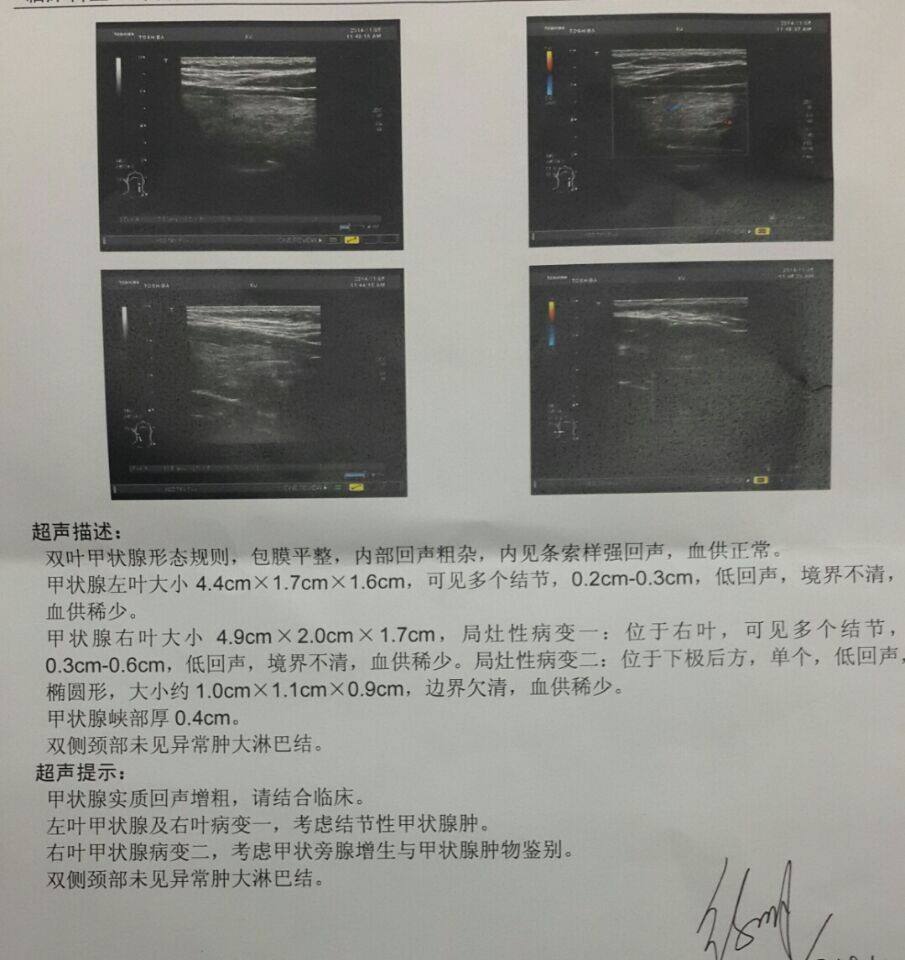 TOSHIBA
TOSHIBA
TOSHIBA
TOSHIBA
超声描述：
双叶甲状腺形态规则，包膜平整，内部回声粗杂，内见条索样强回声，血供正常。
甲状腺左叶大小 4.4cm×1.7cm×1.6cm，可见多个结节，0.2cm-0.3cm，低回声，境界不清，
血供稀少。
甲状腺右叶大小 4.9cm×2.0cm×1.7cm，局灶性病变一：位于右叶，可见多个结节，
0.3cm-0.6cm，低回声，境界不清，血供稀少。局灶性病变二：位于下极后方，单个，低回声，
椭圆形，大小约 1.0cm×1.1cm×0.9cm，边界欠清，血供稀少。
甲状腺峡部厚 0.4cm。
双侧颈部未见异常肿大淋巴结。
超声提示：
甲状腺实质回声增粗，请结合临床。
左叶甲状腺及右叶病变一，考虑结节性甲状腺肿。
右叶甲状腺病变二，考虑甲状旁腺增生与甲状腺肿物鉴别。
双侧颈部未见异常肿大淋巴结。